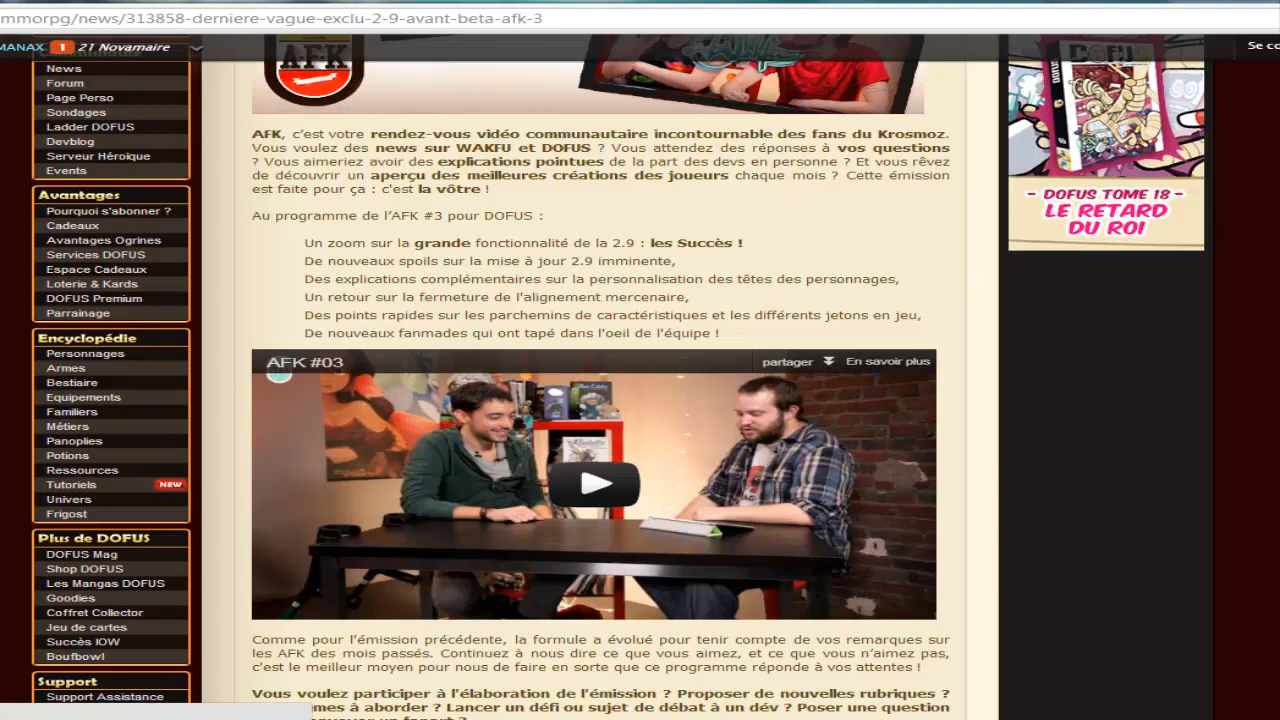 mmorpg/news/313858-derniere-vague-exclu-2-9-avant-beta-afk-3
MANAX 1 21 Novamaire
Se co
News
Forum
Page Perso
Sondages
Ladder DOFUS
Devblog
Serveur Héroïque
Events
Avantages
Pourquoi s'abonner ?
Cadeaux
Avantages Ogrines
Services DOFUS
Espace Cadeaux
Loterie & Kards
DOFUS Premium
Parrainage
Encyclopédie
Personnages
Armes
Bestiaire
Equipements
Familiers
Métiers
Panoplies
Potions
Ressources
Tutoriels NEW
Univers
Frigost
Plus de DOFUS
DOFUS Mag
Shop DOFUS
Les Mangas DOFUS
Goodies
Coffret Collector
Jeu de cartes
Succès IOW
Boufbowl
Support
Support Assistance
AFK
AFK, c'est votre rendez-vous vidéo communautaire incontournable des fans du Krosmoz.
Vous voulez des news sur WAKFU et DOFUS ? Vous attendez des réponses à vos questions
? Vous aimeriez avoir des explications pointues de la part des devs en personne ? Et vous rêvez
de découvrir un aperçu des meilleures créations des joueurs chaque mois ? Cette émission
est faite pour ça : c'est la vôtre !
Au programme de l'AFK #3 pour DOFUS :
Un zoom sur la grande fonctionnalité de la 2.9 : les Succès !
De nouveaux spoils sur la mise à jour 2.9 imminente,
Des explications complémentaires sur la personnalisation des têtes des personnages,
Un retour sur la fermeture de l'alignement mercenaire,
Des points rapides sur les parchemins de caractéristiques et les différents jetons en jeu,
De nouveaux fanmades qui ont tapé dans l'oeil de l'équipe !
AFK #03
partager En savoir plus
Comme pour l'émission précédente, la formule a évolué pour tenir compte de vos remarques sur
les AFK des mois passés. Continuez à nous dire ce que vous aimez, et ce que vous n'aimez pas,
c'est le meilleur moyen pour nous de faire en sorte que ce programme réponde à vos attentes !
Vous voulez participer à l'élaboration de l'émission ? Proposer de nouvelles rubriques ?
mes à aborder ? Lancer un défi ou sujet de débat à un dév ? Poser une question
DOFUS
- DOFUS TOME 18 -
LE RETARD
DU ROI